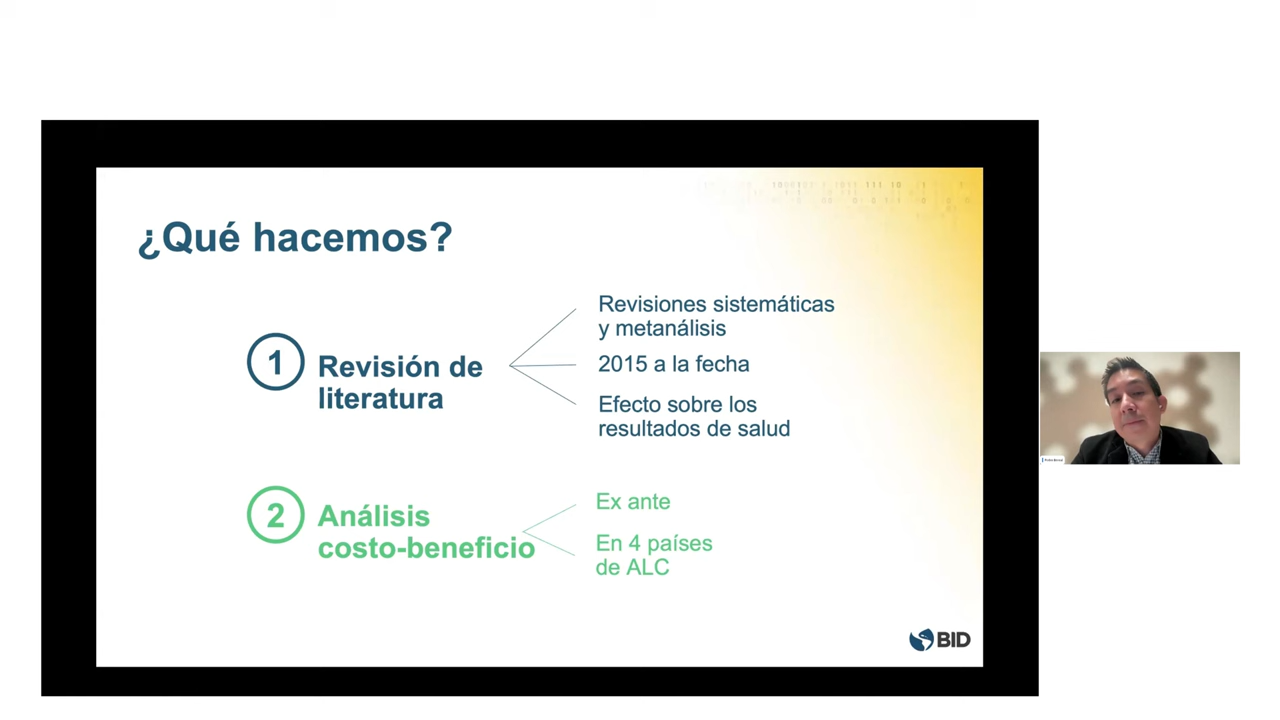 ¿Qué hacemos?
1
Revisión de
literatura
Revisiones sistemáticas
y metanálisis
2015 a la fecha
Efecto sobre los
resultados de salud
2
Análisis
costo-beneficio
Ex ante
En 4 países
de ALC
BID